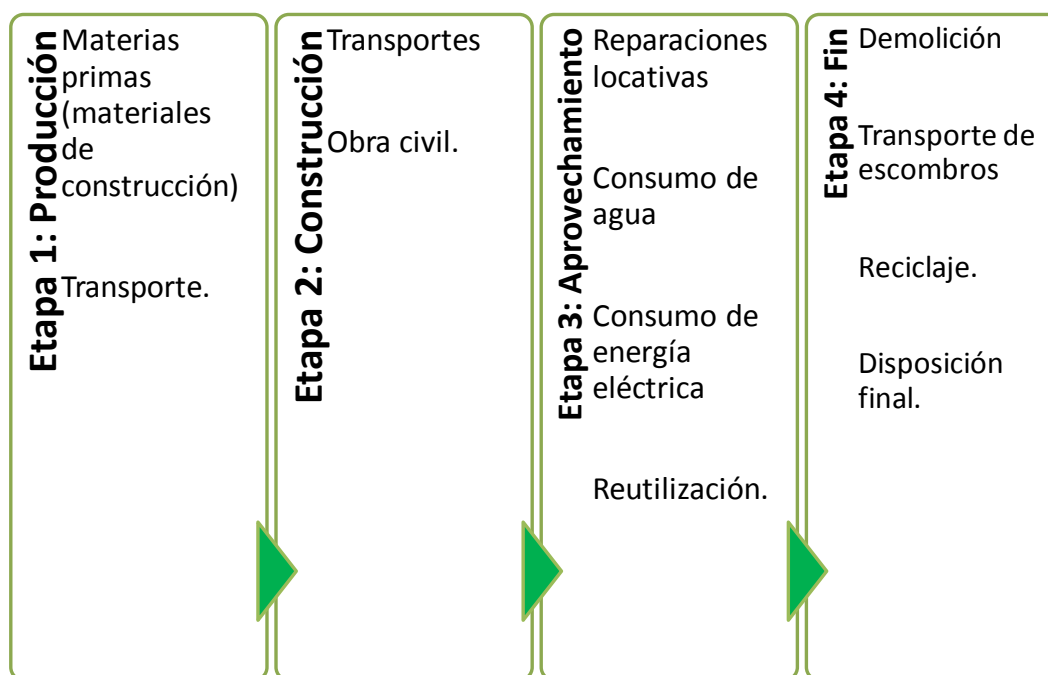 Etapa 1: Producción
Materias
primas
(materiales
de
construcción)
Transporte.
Etapa 2: Construcción
Transportes
Obra civil.
Etapa 3: Aprovechamiento
Reparaciones
locativas
Consumo de
agua
Consumo de
energía
eléctrica
Reutilización.
Etapa 4: Fin
Demolición
Transporte de
escombros
Reciclaje.
Disposición
final.